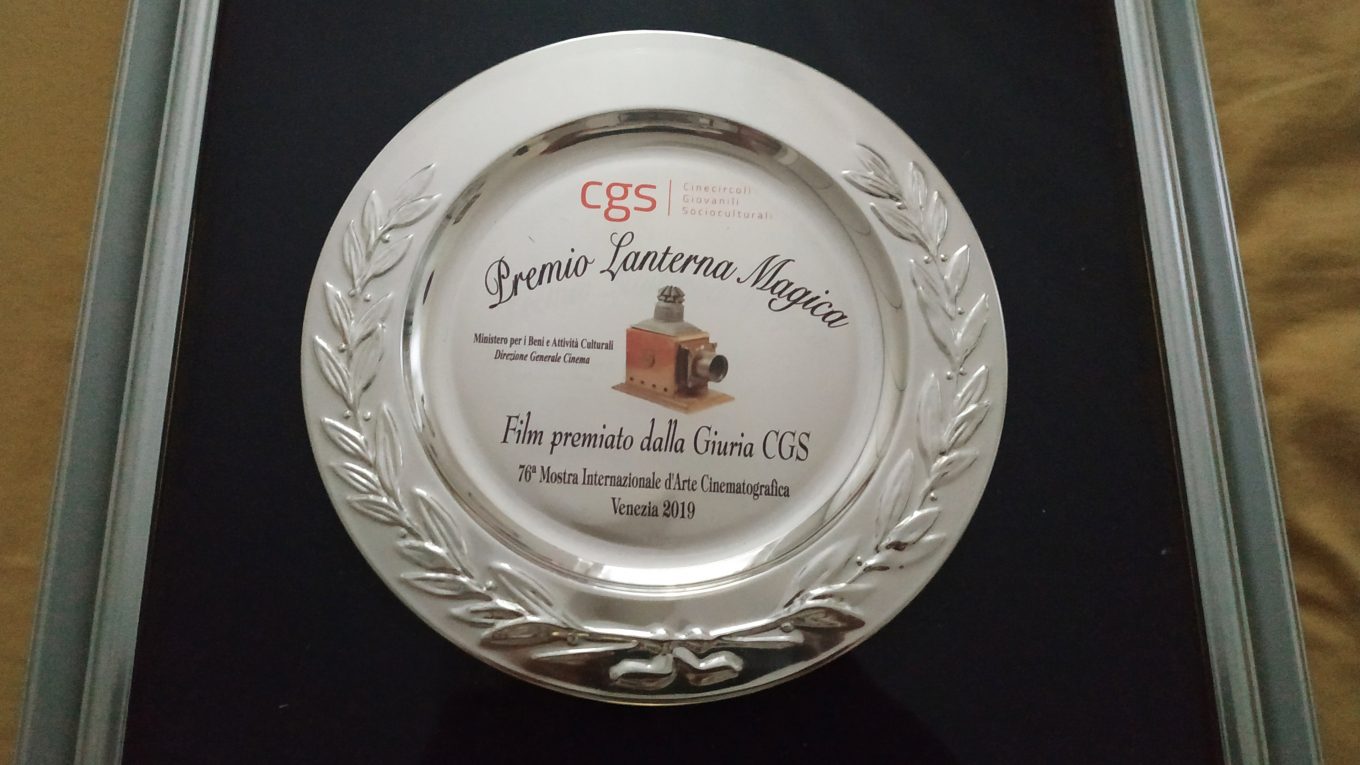 cgs
Cinecircoli
Giovanili
Socioculturali
Premio Lanterna Magica
Ministero per i Beni e Attività Culturali
Direzione Generale Cinema
Film premiato dalla Giuria CGS
76ª Mostra Internazionale d'Arte Cinematografica
Venezia 2019